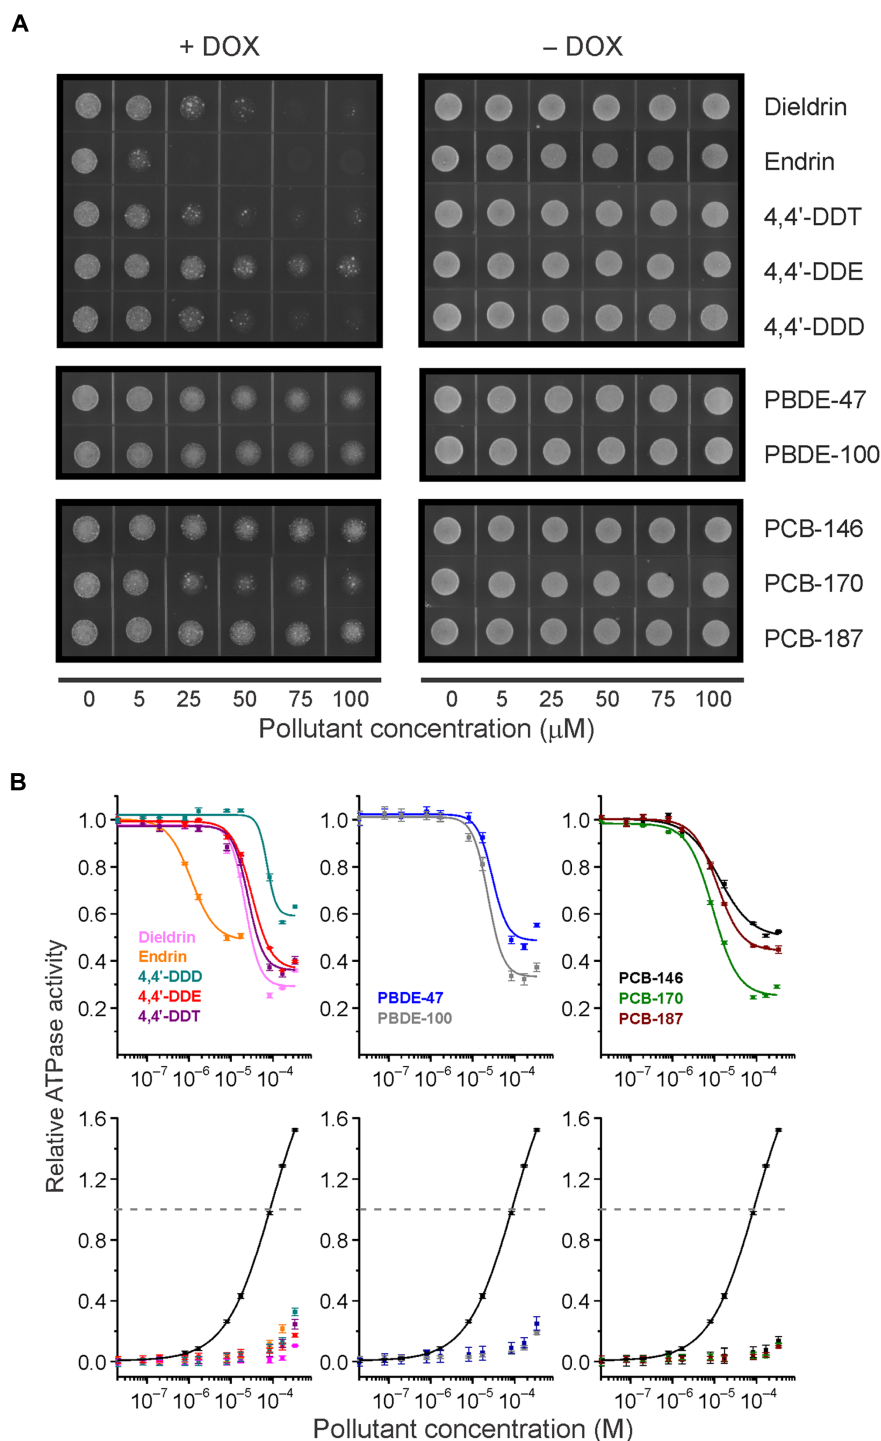 A
+ DOX
– DOX
Dieldrin
Endrin
4,4'-DDT
4,4'-DDE
4,4'-DDD
PBDE-47
PBDE-100
PCB-146
PCB-170
PCB-187
0 5 25 50 75 100
0 5 25 50 75 100
Pollutant concentration (μM)
B
Relative ATPase activity
1.0
0.8
0.6
0.4
0.2
Dieldrin
Endrin
4,4'-DDD
4,4'-DDE
4,4'-DDT
10⁻⁷ 10⁻⁶ 10⁻⁵ 10⁻⁴
1.0
0.8
0.6
0.4
0.2
PBDE-47
PBDE-100
10⁻⁷ 10⁻⁶ 10⁻⁵ 10⁻⁴
1.0
0.8
0.6
0.4
0.2
PCB-146
PCB-170
PCB-187
10⁻⁷ 10⁻⁶ 10⁻⁵ 10⁻⁴
1.6
1.2
0.8
0.4
0.0
10⁻⁷ 10⁻⁶ 10⁻⁵ 10⁻⁴
1.6
1.2
0.8
0.4
0.0
10⁻⁷ 10⁻⁶ 10⁻⁵ 10⁻⁴
1.6
1.2
0.8
0.4
0.0
10⁻⁷ 10⁻⁶ 10⁻⁵ 10⁻⁴
Pollutant concentration (M)